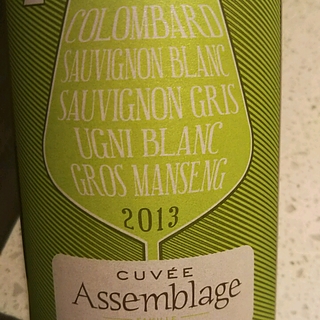 COLOMBARD
SAUVIGNON BLANC
SAUVIGNON GRIS
UGNI BLANC
GROS MANSENG
2013
CUVÉE
Assemblage